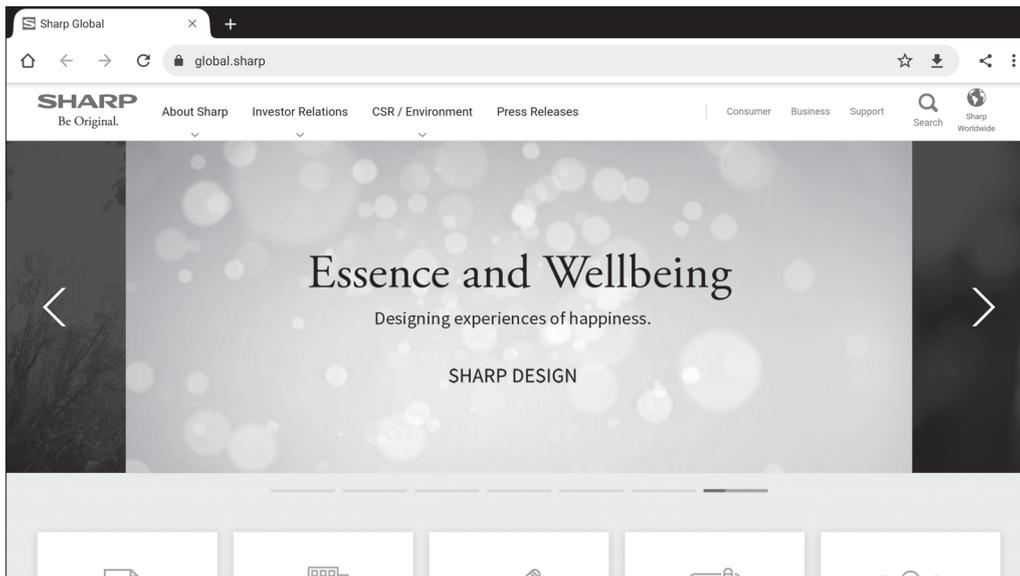 Sharp Global
global.sharp
SHARP
Be Original.
About Sharp
Investor Relations
CSR / Environment
Press Releases
Consumer
Business
Support
Search
Sharp
Worldwide
Essence and Wellbeing
Designing experiences of happiness.
SHARP DESIGN